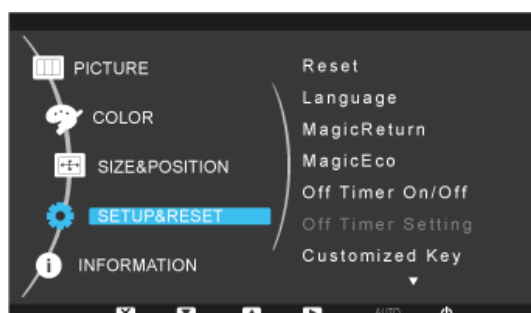 PICTURE
COLOR
SIZE&POSITION
SETUP&RESET
INFORMATION
Reset
Language
MagicReturn
MagicEco
Off Timer On/Off
Off Timer Setting
Customized Key
AUTO